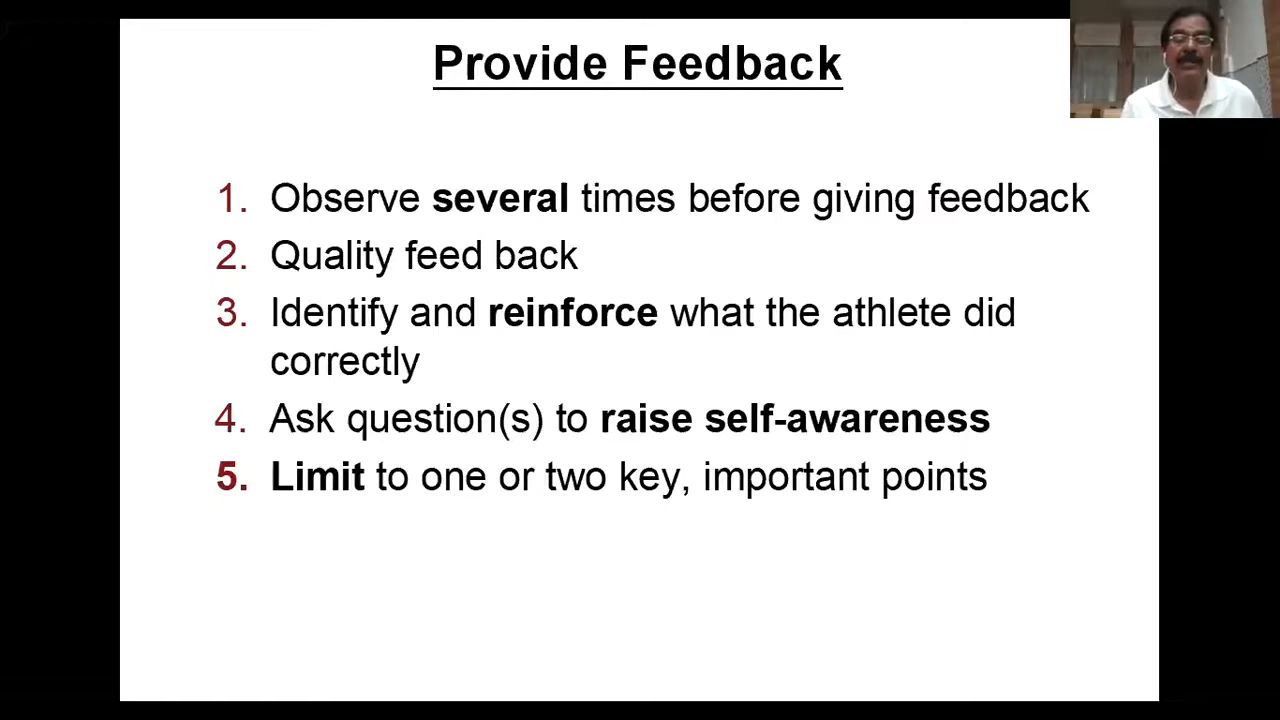 Provide Feedback
1. Observe several times before giving feedback
2. Quality feed back
3. Identify and reinforce what the athlete did
correctly
4. Ask question(s) to raise self-awareness
5. Limit to one or two key, important points